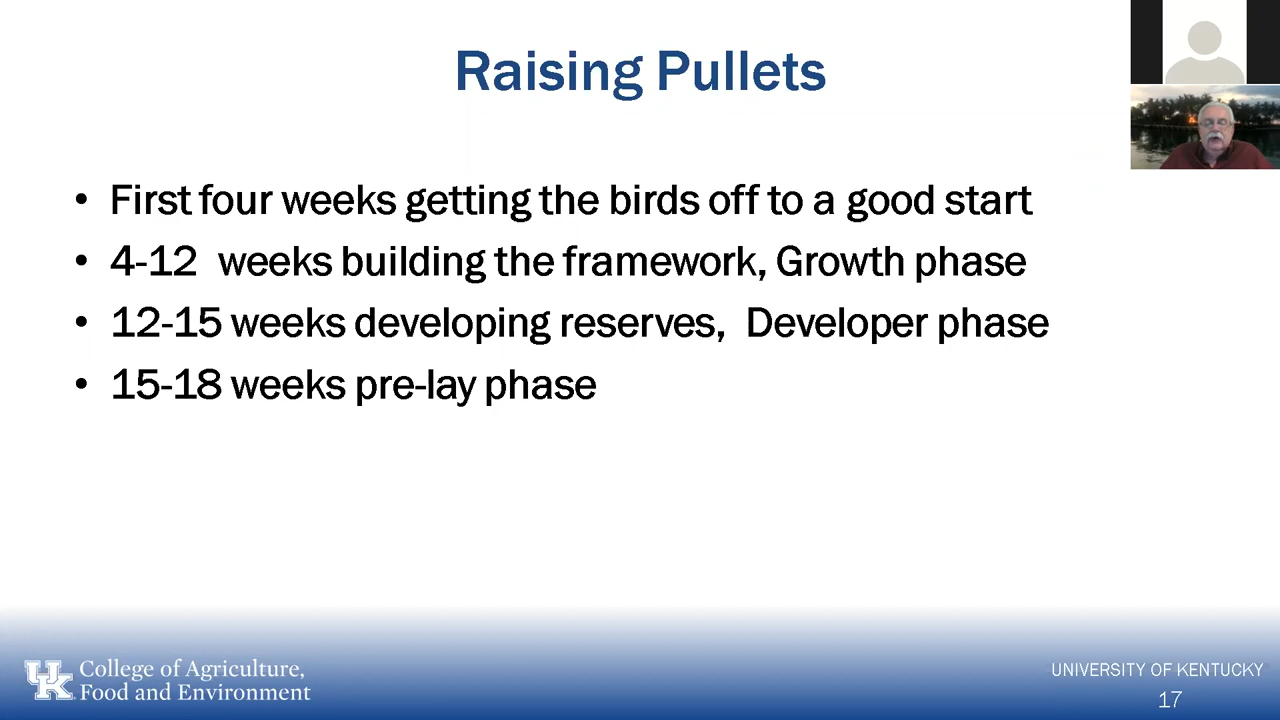 Raising Pullets
• First four weeks getting the birds off to a good start
• 4-12 weeks building the framework, Growth phase
• 12-15 weeks developing reserves, Developer phase
• 15-18 weeks pre-lay phase
UK College of Agriculture,
Food and Environment
UNIVERSITY OF KENTUCKY
17